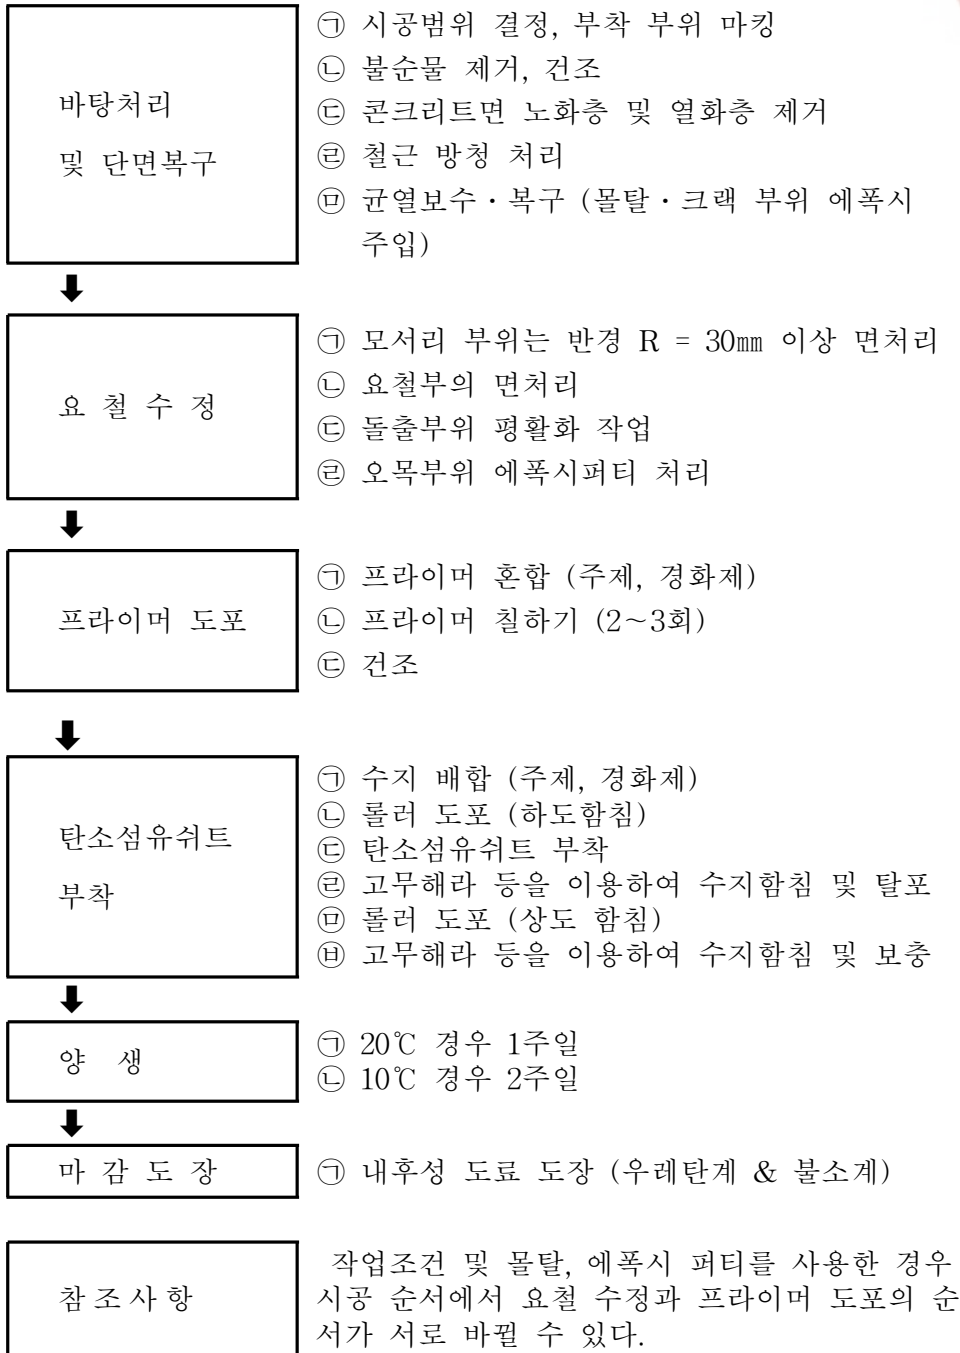 바탕처리
및 단면복구
㉠ 시공범위 결정, 부착 부위 마킹
㉡ 불순물 제거, 건조
㉢ 콘크리트면 노화층 및 열화층 제거
㉣ 철근 방청 처리
㉤ 균열보수・복구 (몰탈・크랙 부위 에폭시
주입)
요 철 수 정
㉠ 모서리 부위는 반경 R = 30㎜ 이상 면처리
㉡ 요철부의 면처리
㉢ 돌출부위 평활화 작업
㉣ 오목부위 에폭시퍼티 처리
프라이머 도포
㉠ 프라이머 혼합 (주제, 경화제)
㉡ 프라이머 칠하기 (2~3회)
㉢ 건조
탄소섬유쉬트
부착
㉠ 수지 배합 (주제, 경화제)
㉡ 롤러 도포 (하도함침)
㉢ 탄소섬유쉬트 부착
㉣ 고무해라 등을 이용하여 수지함침 및 탈포
㉤ 롤러 도포 (상도 함침)
㉥ 고무해라 등을 이용하여 수지함침 및 보충
양 생
㉠ 20℃ 경우 1주일
㉡ 10℃ 경우 2주일
마 감 도 장
㉠ 내후성 도료 도장 (우레탄계 & 불소계)
참 조 사 항
작업조건 및 몰탈, 에폭시 퍼티를 사용한 경우
시공 순서에서 요철 수정과 프라이머 도포의 순
서가 서로 바뀔 수 있다.